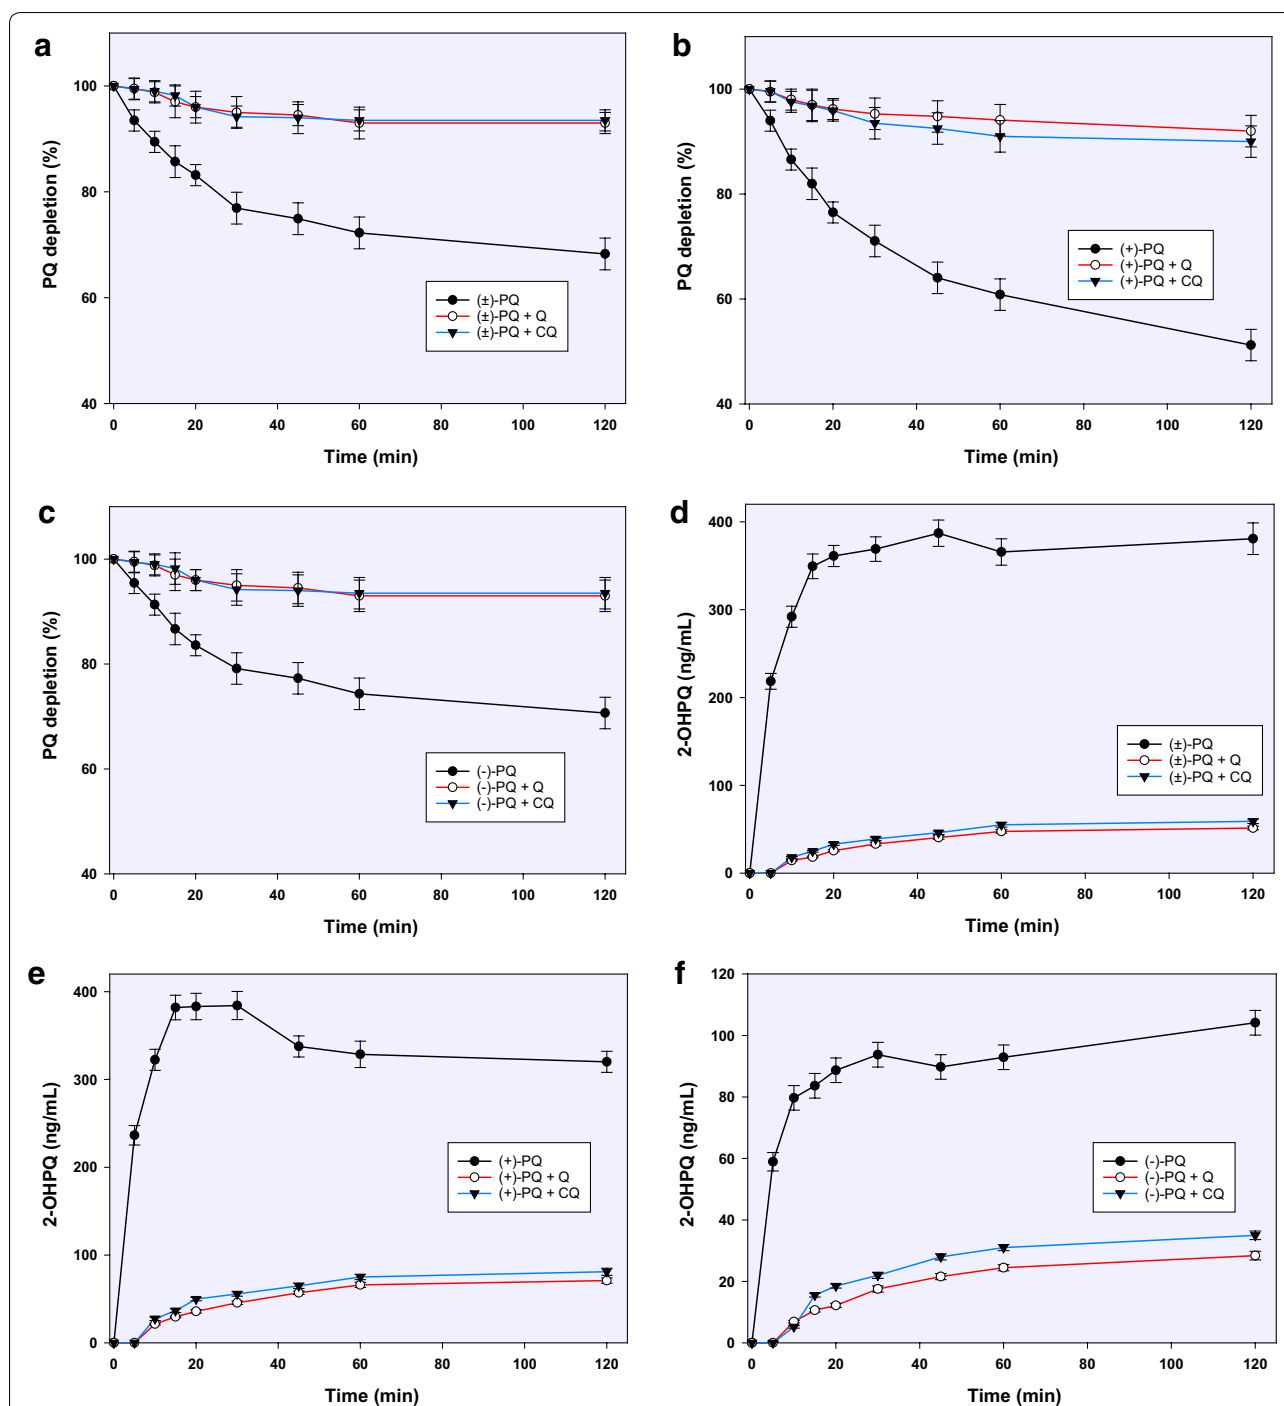 a
100
80
60
40
PQ depletion (%)
(±)-PQ
(±)-PQ + Q
(±)-PQ + CQ
0 20 40 60 80 100 120
Time (min)
b
100
80
60
40
PQ depletion (%)
(+)-PQ
(+)-PQ + Q
(+)-PQ + CQ
0 20 40 60 80 100 120
Time (min)
c
100
80
60
40
PQ depletion (%)
(-)-PQ
(-)-PQ + Q
(-)-PQ + CQ
0 20 40 60 80 100 120
Time (min)
d
400
300
200
100
0
2-OHPQ (ng/mL)
(±)-PQ
(±)-PQ + Q
(±)-PQ + CQ
0 20 40 60 80 100 120
Time (min)
e
400
300
200
100
0
2-OHPQ (ng/mL)
(+)-PQ
(+)-PQ + Q
(+)-PQ + CQ
0 20 40 60 80 100 120
Time (min)
f
120
100
80
60
40
20
0
2-OHPQ (ng/mL)
(-)-PQ
(-)-PQ + Q
(-)-PQ + CQ
0 20 40 60 80 100 120
Time (min)